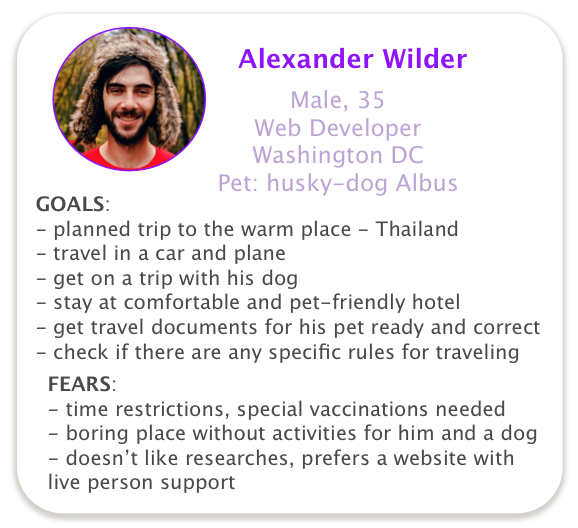 Alexander Wilder
Male, 35
Web Developer
Washington DC
Pet: husky-dog Albus
GOALS:
- planned trip to the warm place - Thailand
- travel in a car and plane
- get on a trip with his dog
- stay at comfortable and pet-friendly hotel
- get travel documents for his pet ready and correct
- check if there are any specific rules for traveling
FEARS:
- time restrictions, special vaccinations needed
- boring place without activities for him and a dog
- doesn’t like researches, prefers a website with
live person support